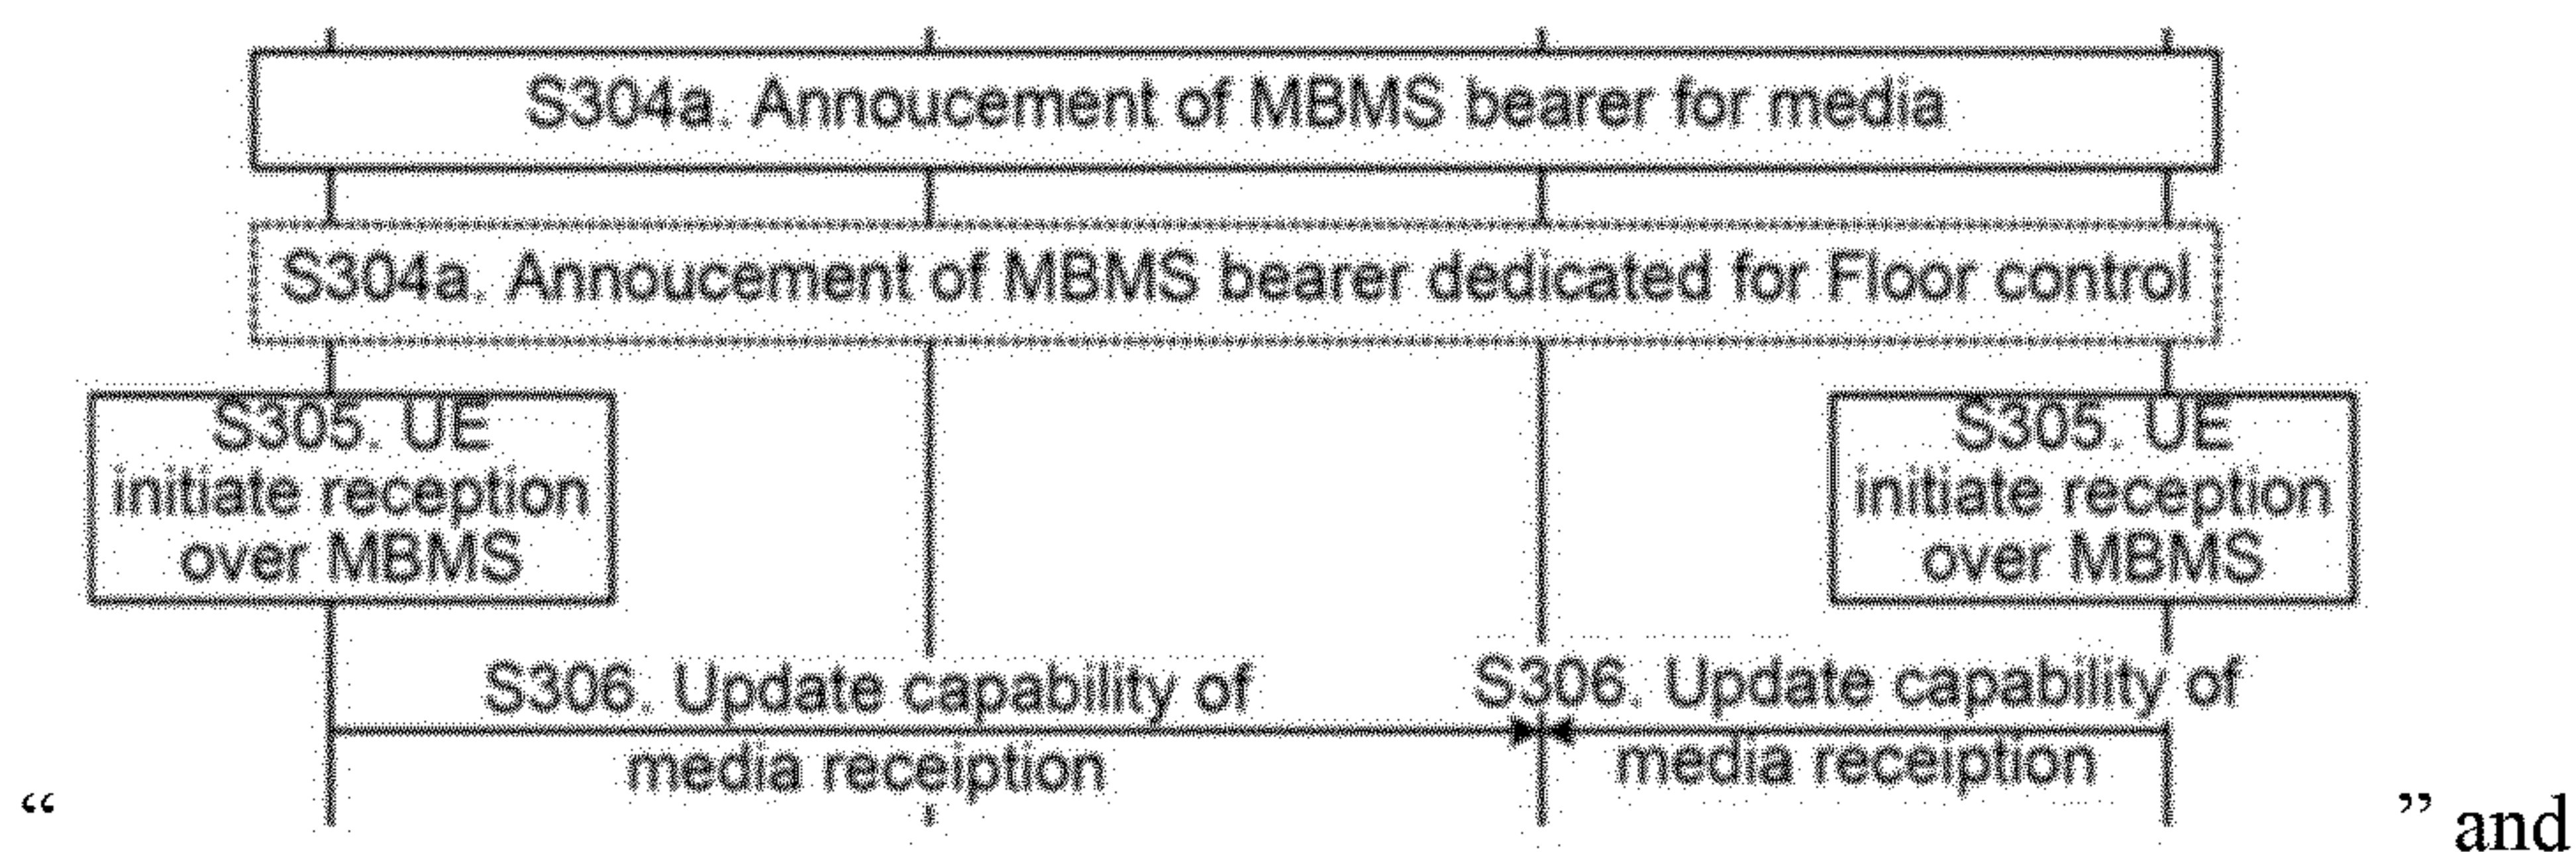 S304a. Annoucement of MBMS bearer for media
S304a. Annoucement of MBMS bearer dedicated for Floor control
S305. UE
initiate reception
over MBMS
S305. UE
initiate reception
over MBMS
S306. Update capability of
media receiption
S306. Update capability of
media receiption
“ ” and